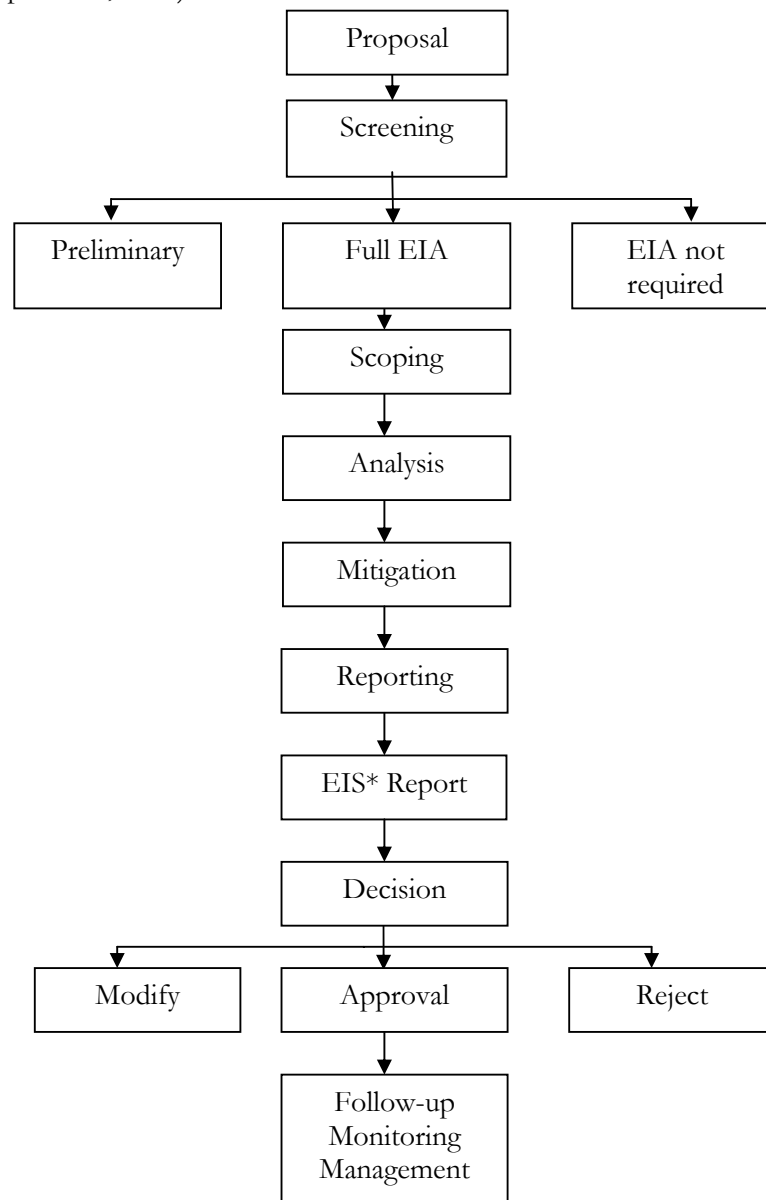 Proposal
Screening
Preliminary
Full EIA
EIA not
required
Scoping
Analysis
Mitigation
Reporting
EIS* Report
Decision
Modify
Approval
Reject
Follow-up
Monitoring
Management